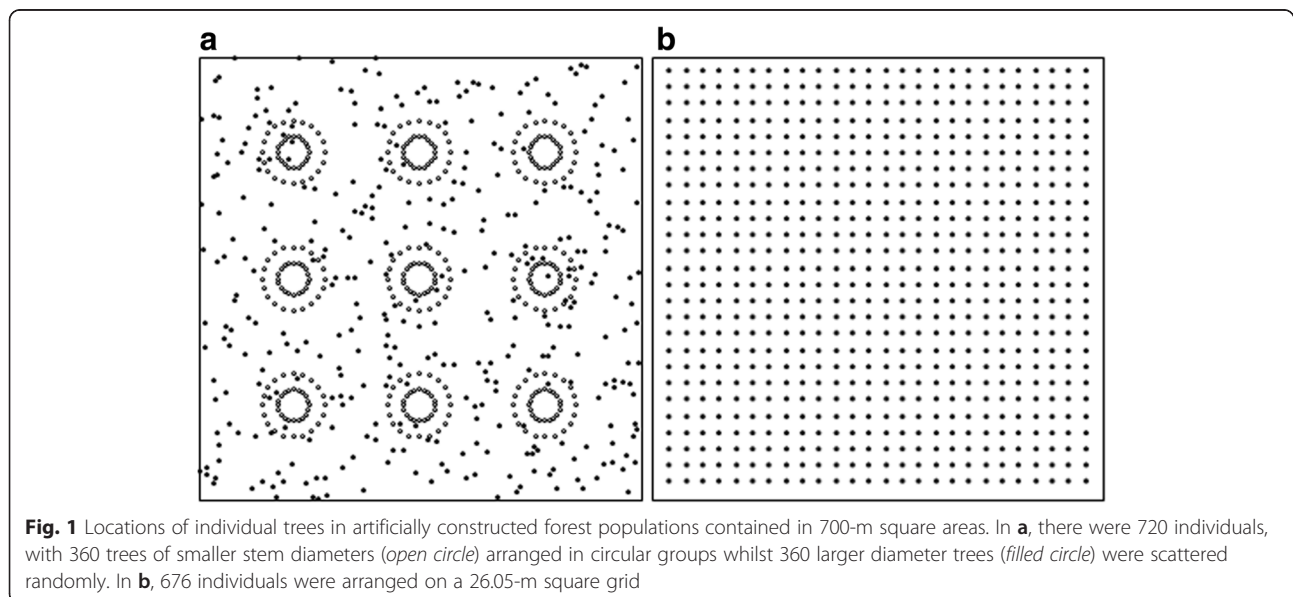 a
b
Fig. 1 Locations of individual trees in artificially constructed forest populations contained in 700-m square areas. In a, there were 720 individuals,
with 360 trees of smaller stem diameters (open circle) arranged in circular groups whilst 360 larger diameter trees (filled circle) were scattered
randomly. In b, 676 individuals were arranged on a 26.05-m square grid